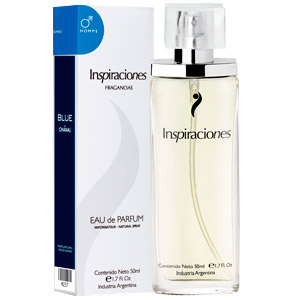 HOMME
Inspiraciones
FRAGANCIAS
BLUE
CHANAL
EAU de PARFUM
VAPORISATEUR - NATURAL SPRAY
Contenido Neto 50ml
e 1,7 Fl. Oz
Industria Argentina
Inspiraciones
Contenido Neto 50ml
e 1,7 Fl. Oz
Industria Argentina